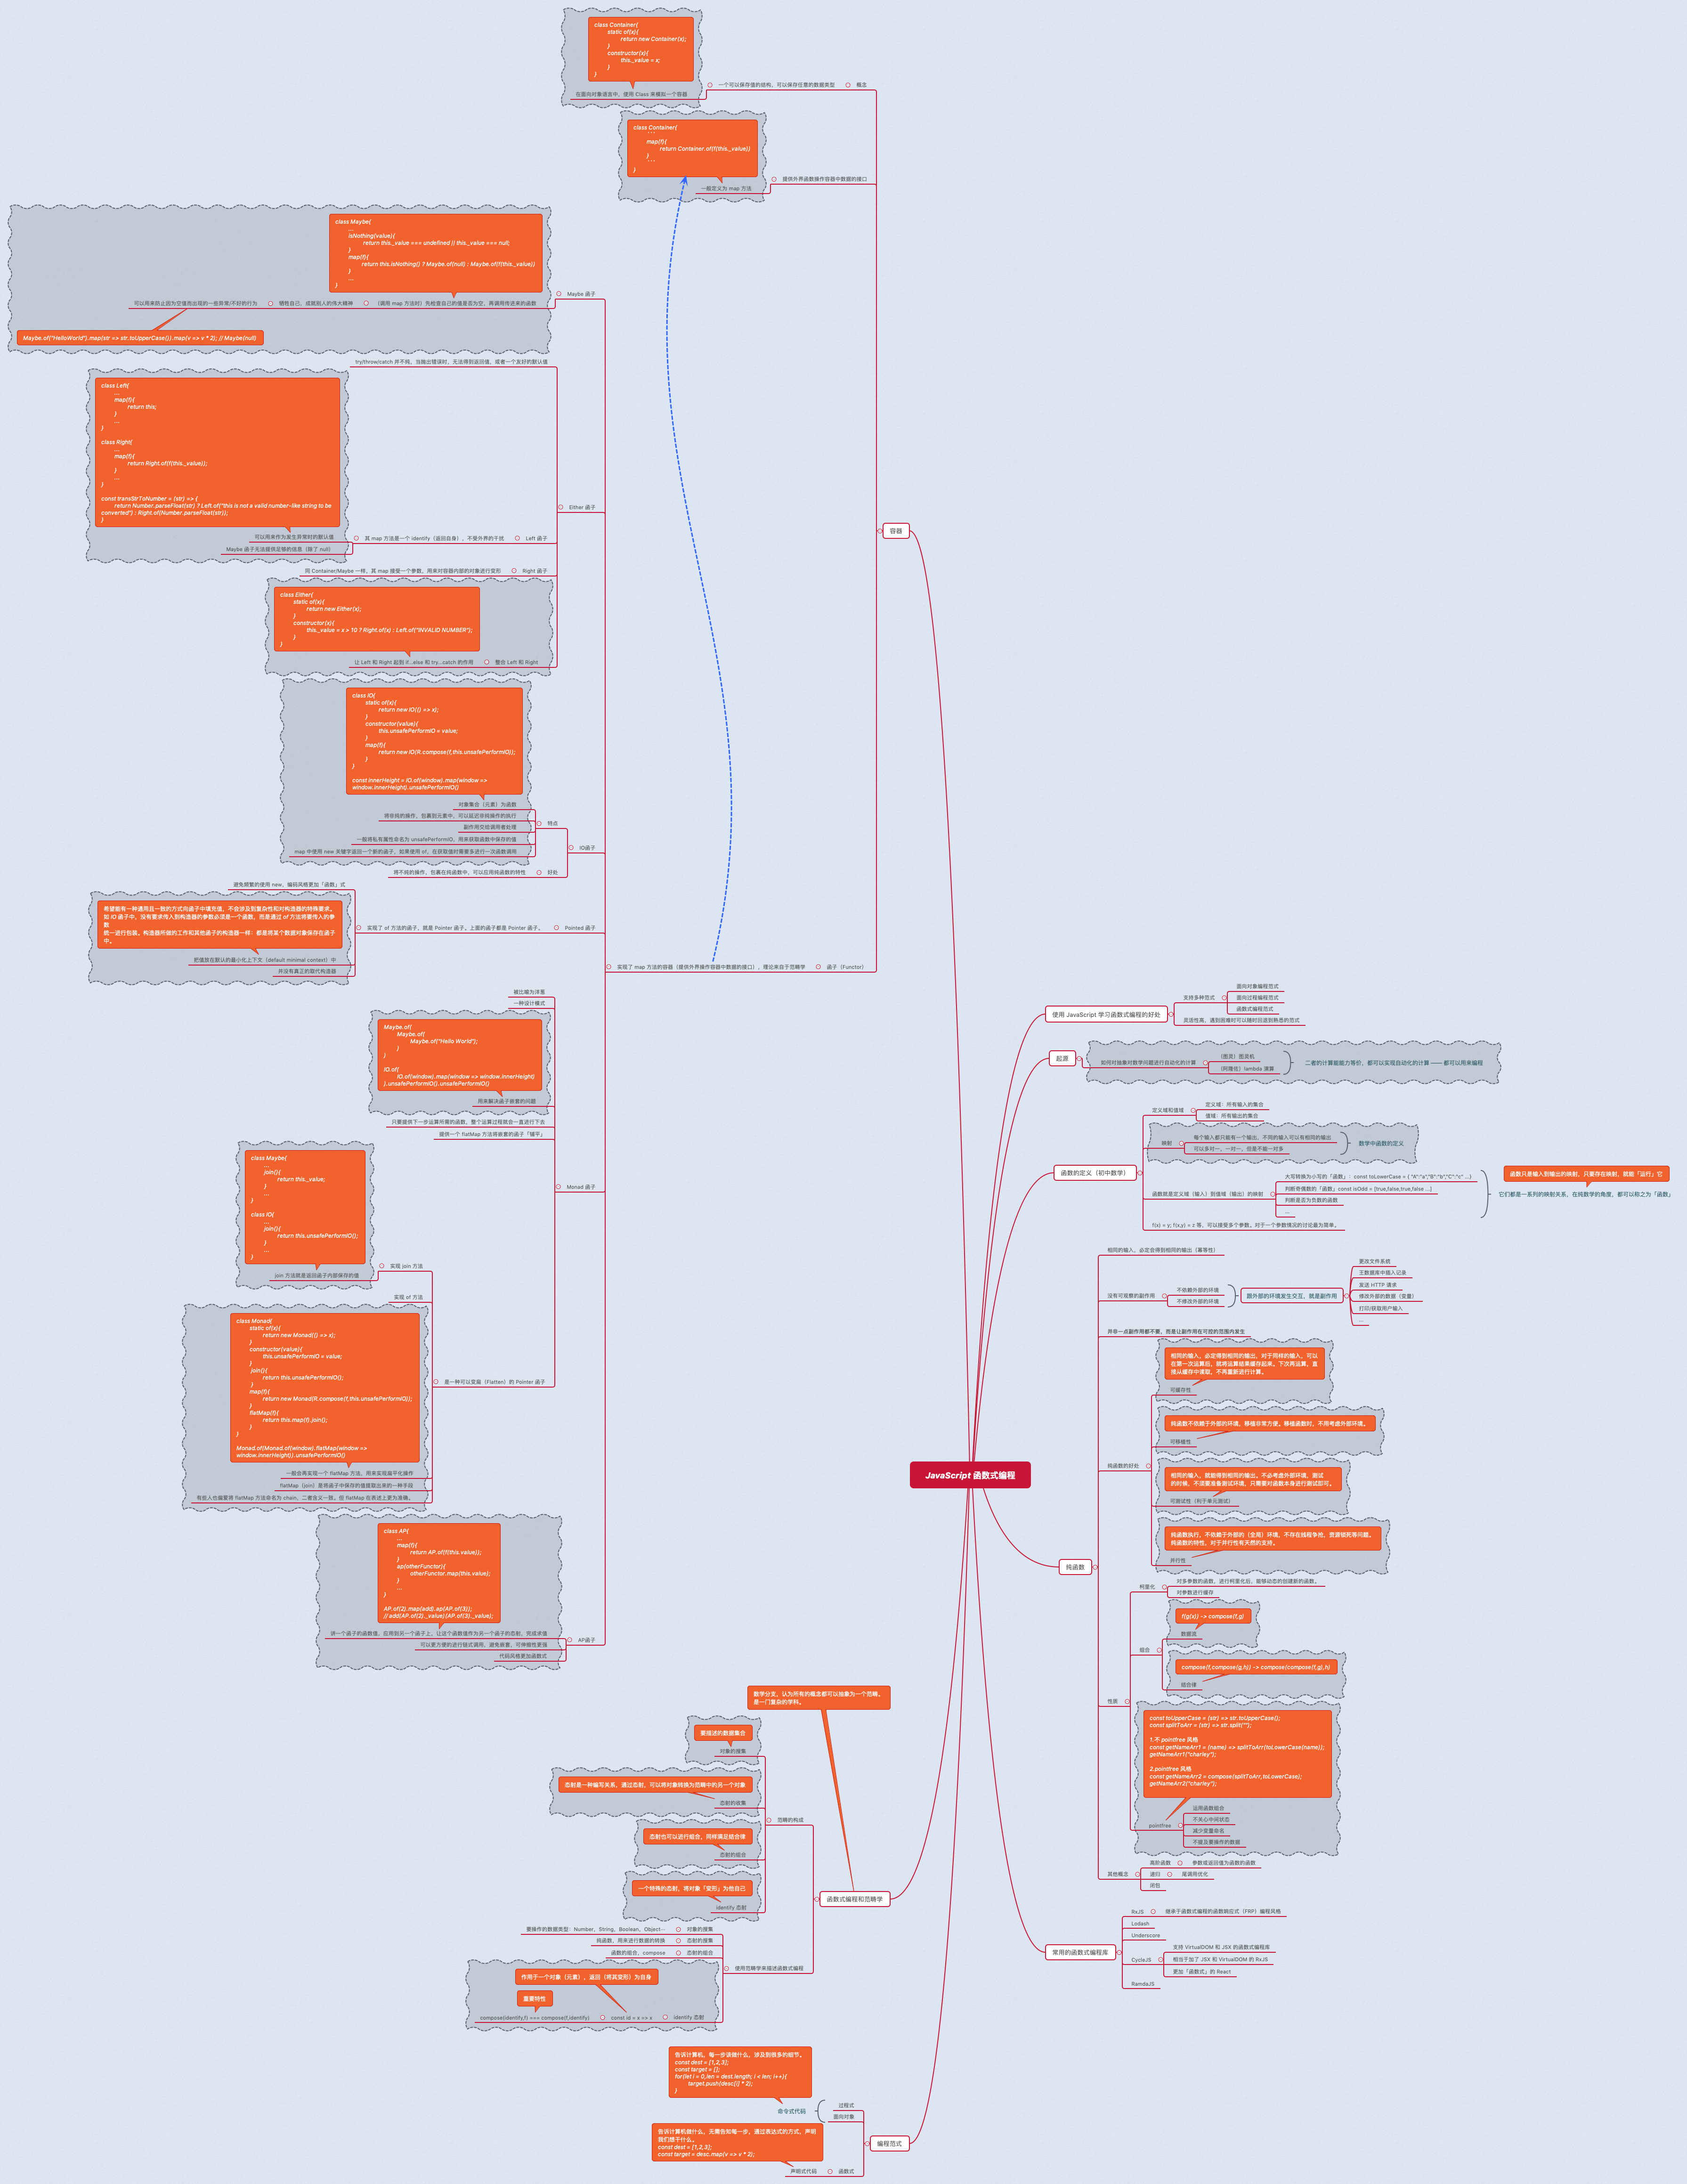 JavaScript 函数式编程
使用 JavaScript 学习函数式编程的好处
支持多种范式
面向对象编程范式
面向过程编程范式
函数式编程范式
灵活性高，遇到困难时可以随时回退到熟悉的范式
起源
如何对抽象对数学问题进行自动化的计算
（图灵）图灵机
（阿隆佐）lambda 演算
二者的计算能能力等价，都可以实现自动化的计算 —— 都可以用来编程
函数的定义（初中数学）
定义域和值域
定义域：所有输入的集合
值域：所有输出的集合
映射
每个输入都只能有一个输出，不同的输入可以有相同的输出
可以多对一，一对一，但是不能一对多
数学中函数的定义
函数就是定义域（输入）到值域（输出）的映射
大写转换为小写的「函数」：const toLowerCase = { "A":"a","B":"b","C":"c" ...}
判断奇偶数的「函数」const isOdd = [true,false,true,false ...]
判断是否为负数的函数
...
函数只是输入到输出的映射，只要存在映射，就能「运行」它
它们都是一系列的映射关系，在纯数学的角度，都可以称之为「函数」
f(x) = y; f(x,y) = z 等，可以接受多个参数。对于一个参数情况的讨论最为简单。
纯函数
相同的输入，必定会得到相同的输出（幂等性）
没有可观察的副作用
不依赖外部的环境
不修改外部的环境
跟外部的环境发生交互，就是副作用
更改文件系统
王数据库中插入记录
发送 HTTP 请求
修改外部的数据（变量）
打印/获取用户输入
...
并非一点副作用都不要，而是让副作用在可控的范围内发生
纯函数的好处
相同的输入，必定得到相同的输出。对于同样的输入，可以
在第一次运算后，就将运算结果缓存起来。下次再运算，直
接从缓存中读取，不再重新进行计算。
可缓存性
纯函数不依赖于外部的环境，移植非常方便。移植函数时，不用考虑外部环境。
可移植性
相同的输入，就能得到相同的输出。不必考虑外部环境，测试
的时候，不须要准备测试环境，只需要对函数本身进行测试即可。
可测试性（利于单元测试）
纯函数执行，不依赖于外部的（全局）环境，不存在线程争抢，资源锁死等问题。
纯函数的特性，对于并行性有天然的支持。
并行性
性质
柯里化
对多参数的函数，进行柯里化后，能够动态的创建新的函数。
对参数进行缓存
组合
f(g(x)) -> compose(f,g)
数据流
compose(f,compose(g,h)) -> compose(compose(f,g),h)
结合律
const toUpperCase = (str) => str.toUpperCase();
const splitToArr = (str) => str.split("");
1.不 pointfree 风格
const getNameArr1 = (name) => splitToArr(toLowerCase(name));
getNameArr1("charley");
2.pointfree 风格
const getNameArr2 = compose(splitToArr,toLowerCase);
getNameArr2("charley");
pointfree
运用函数组合
不关心中间状态
减少变量命名
不提及要操作的数据
其他概念
高阶函数
参数或返回值为函数的函数
递归
尾调用优化
闭包
常用的函数式编程库
RxJS
继承于函数式编程的函数响应式（FRP）编程风格
Lodash
Underscore
CycleJS
支持 VirtualDOM 和 JSX 的函数式编程库
相当于加了 JSX 和 VirtualDOM 的 RxJS
更加「函数式」的 React
RamdaJS
容器
概念
一个可以保存值的结构，可以保存任意的数据类型
class Container{
static of(x){
return new Container(x);
}
constructor(x){
this._value = x;
}
}
在面向对象语言中，使用 Class 来模拟一个容器
提供外界函数操作容器中数据的接口
class Container{
```
map(f){
return Container.of(f(this._value))
}
```
}
一般定义为 map 方法
函子（Functor）
实现了 map 方法的容器（提供外界操作容器中数据的接口），理论来自于范畴学
Maybe 函子
class Maybe{
...
isNothing(value){
return this._value === undefined || this._value === null;
}
map(f){
return this.isNothing() ? Maybe.of(null) : Maybe.of(f(this._value))
}
...
}
（调用 map 方法时）先检查自己的值是否为空，再调用传进来的函数
牺牲自己，成就别人的伟大精神
可以用来防止因为空值而出现的一些异常/不好的行为
Maybe.of("HelloWorld").map(str => str.toUpperCase()).map(v => v * 2); // Maybe(null)
Either 函子
try/throw/catch 并不纯，当抛出错误时，无法得到返回值，或者一个友好的默认值
Left 函子
其 map 方法是一个 identify（返回自身），不受外界的干扰
class Left{
...
map(f){
return this;
}
...
}
class Right{
...
map(f){
return Right.of(f(this._value));
}
...
}
const transStrToNumber = (str) => {
return Number.parseFloat(str) ? Left.of("this is not a valid number-like string to be
converted") : Right.of(Number.parseFloat(str));
}
可以用来作为发生异常时的默认值
Maybe 函子无法提供足够的信息（除了 null）
Right 函子
同 Container/Maybe 一样，其 map 接受一个参数，用来对容器内部的对象进行变形
class Either{
static of(x){
return new Either(x);
}
constructor(x){
this._value = x > 10 ? Right.of(x) : Left.of("INVALID NUMBER");
}
}
整合 Left 和 Right
让 Left 和 Right 起到 if...else 和 try...catch 的作用
IO函子
特点
class IO{
static of(x){
return new IO(() => x);
}
constructor(value){
this.unsafePerformIO = value;
}
map(f){
return new IO(R.compose(f,this.unsafePerformIO));
}
}
const innerHeight = IO.of(window).map(window =>
window.innerHeight).unsafePerformIO()
对象集合（元素）为函数
将非纯的操作，包裹到元素中，可以延迟非纯操作的执行
副作用交给调用者处理
一般将私有属性命名为 unsafePerformIO，用来获取函数中保存的值
map 中使用 new 关键字返回一个新的函子，如果使用 of，在获取值时需要多进行一次函数调用
好处
将不纯的操作，包裹在纯函数中，可以应用纯函数的特性
Pointed 函子
实现了 of 方法的函子，就是 Pointer 函子，上面的函子都是 Pointer 函子。
避免频繁的使用 new，编码风格更加「函数」式
希望能有一种通用且一致的方式向函子中填充值，不会涉及到复杂性和对构造器的特殊要求。
如 IO 函子中，没有要求传入到构造器的参数必须是一个函数，而是通过 of 方法将要传入的参
数
统一进行包装。构造器所做的工作和其他函子的构造器一样：都是将某个数据对象保存在函子
中。
把值放在默认的最小化上下文（default minimal context）中
并没有真正的取代构造器
Monad 函子
被比喻为洋葱
一种设计模式
Maybe.of(
Maybe.of(
Maybe.of("Hello World");
)
}
IO.of(
IO.of(window).map(window => window.innerHeight)
).unsafePerformIO().unsafePerformIO()
用来解决函子嵌套的问题
只要提供下一步运算所需的函数，整个运算过程就会一直进行下去
提供一个 flatMap 方法将嵌套的函子「铺平」
是一种可以变扁（Flatten）的 Pointer 函子
实现 join 方法
class Maybe{
...
join(){
return this._value;
}
...
}
class IO{
...
join(){
return this.unsafePerformIO();
}
...
}
join 方法就是返回函子内部保存的值
实现 of 方法
class Monad{
static of(x){
return new Monad(() => x);
}
constructor(value){
this.unsafePerformIO = value;
}
join(){
return this.unsafePerformIO();
}
map(f){
return new Monad(R.compose(f,this.unsafePerformIO));
}
flatMap(f){
return this.map(f).join();
}
}
Monad.of(Monad.of(window).flatMap(window =>
window.innerHeight)).unsafePerformIO()
一般会再实现一个 flatMap 方法，用来实现扁平化操作
flatMap（join）是将函子中保存的值提取出来的一种手段
有些人也偏爱将 flatMap 方法命名为 chain，二者含义一致。但 flatMap 在表述上更为准确。
AP函子
class AP{
...
map(f){
return AP.of(f(this.value));
}
ap(otherFunctor){
otherFunctor.map(this.value);
}
...
}
AP.of(2).map(add).ap(AP.of(3));
// add(AP.of(2)._value)(AP.of(3)._value);
讲一个函子的函数值，应用到另一个函子上，让这个函数值作为另一个函子的态射，完成求值
可以更方便的进行链式调用，避免嵌套，可伸缩性更强
代码风格更加函数式
函数式编程和范畴学
数学分支，认为所有的概念都可以抽象为一个范畴。
是一门复杂的学科。
范畴的构成
要描述的数据集合
对象的搜集
态射是一种编写关系，通过态射，可以将对象转换为范畴中的另一个对象
态射的收集
态射也可以进行组合，同样满足结合律
态射的组合
一个特殊的态射，将对象「变形」为他自己
identify 态射
使用范畴学来描述函数式编程
对象的搜集
要操作的数据类型：Number、String、Boolean、Object···
态射的搜集
纯函数，用来进行数据的转换
态射的组合
函数的组合，compose
作用于一个对象（元素），返回（将其变形）为自身
重要特性
identify 态射
const id = x => x
compose(identify,f) === compose(f,identify)
编程范式
告诉计算机，每一步该做什么，涉及到很多的细节。
const dest = [1,2,3];
const target = [];
for(let i = 0,len = dest.length; i < len; i++){
target.push(desc[i] * 2);
}
过程式
面向对象
命令式代码
告诉计算机做什么，无需告知每一步，通过表达式的方式，声明
我们想干什么。
const dest = [1,2,3];
const target = desc.map(v => v * 2);
函数式
声明式代码